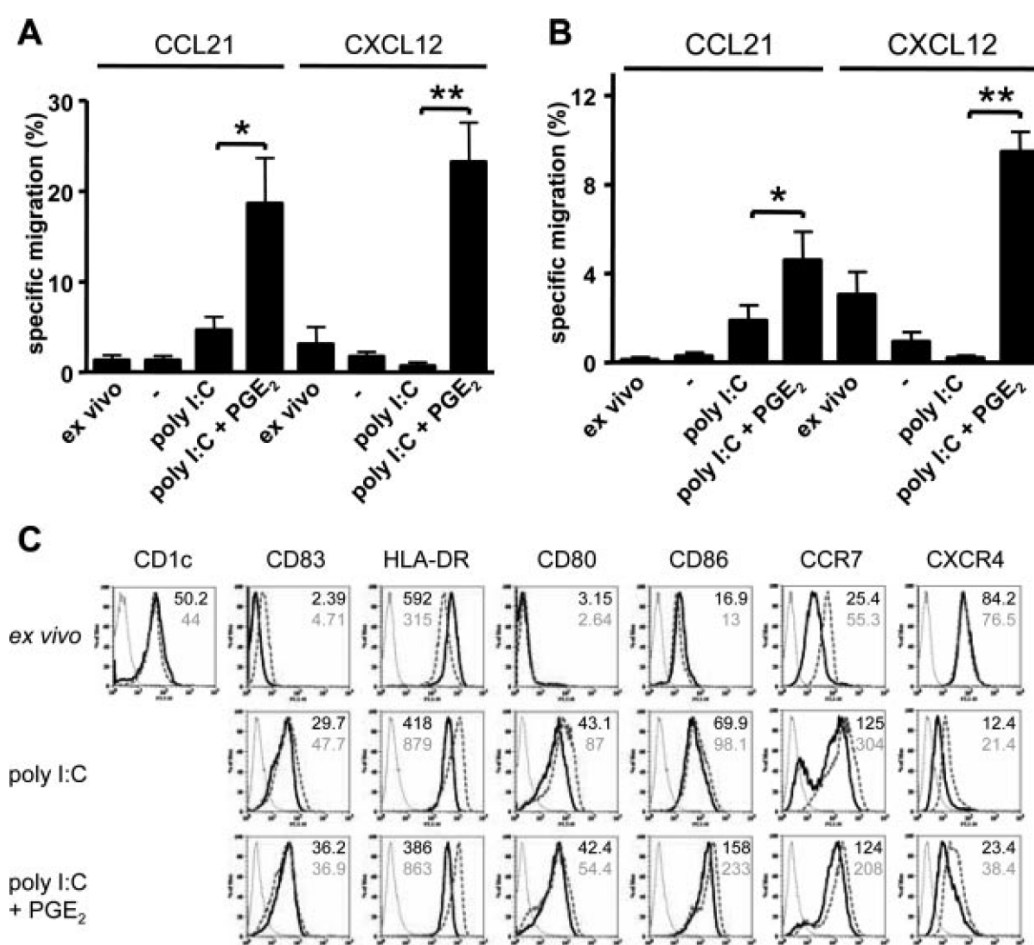 A
CCL21 CXCL12
specific migration (%)
30
20
10
0
* **
ex vivo
-
poly I:C
poly I:C + PGE₂
ex vivo
-
poly I:C
poly I:C + PGE₂
B
CCL21 CXCL12
specific migration (%)
12
8
4
0
* **
ex vivo
-
poly I:C
poly I:C + PGE₂
ex vivo
-
poly I:C
poly I:C + PGE₂
C
CD1c CD83 HLA-DR CD80 CD86 CCR7 CXCR4
ex vivo
50.2 2.39 592 3.15 16.9 25.4 84.2
44 4.71 315 2.64 13 55.3 76.5
poly I:C
29.7 418 43.1 69.9 125 12.4
47.7 879 87 98.1 304 21.4
poly I:C
+ PGE₂
36.2 386 42.4 158 124 23.4
36.9 863 54.4 233 208 38.4